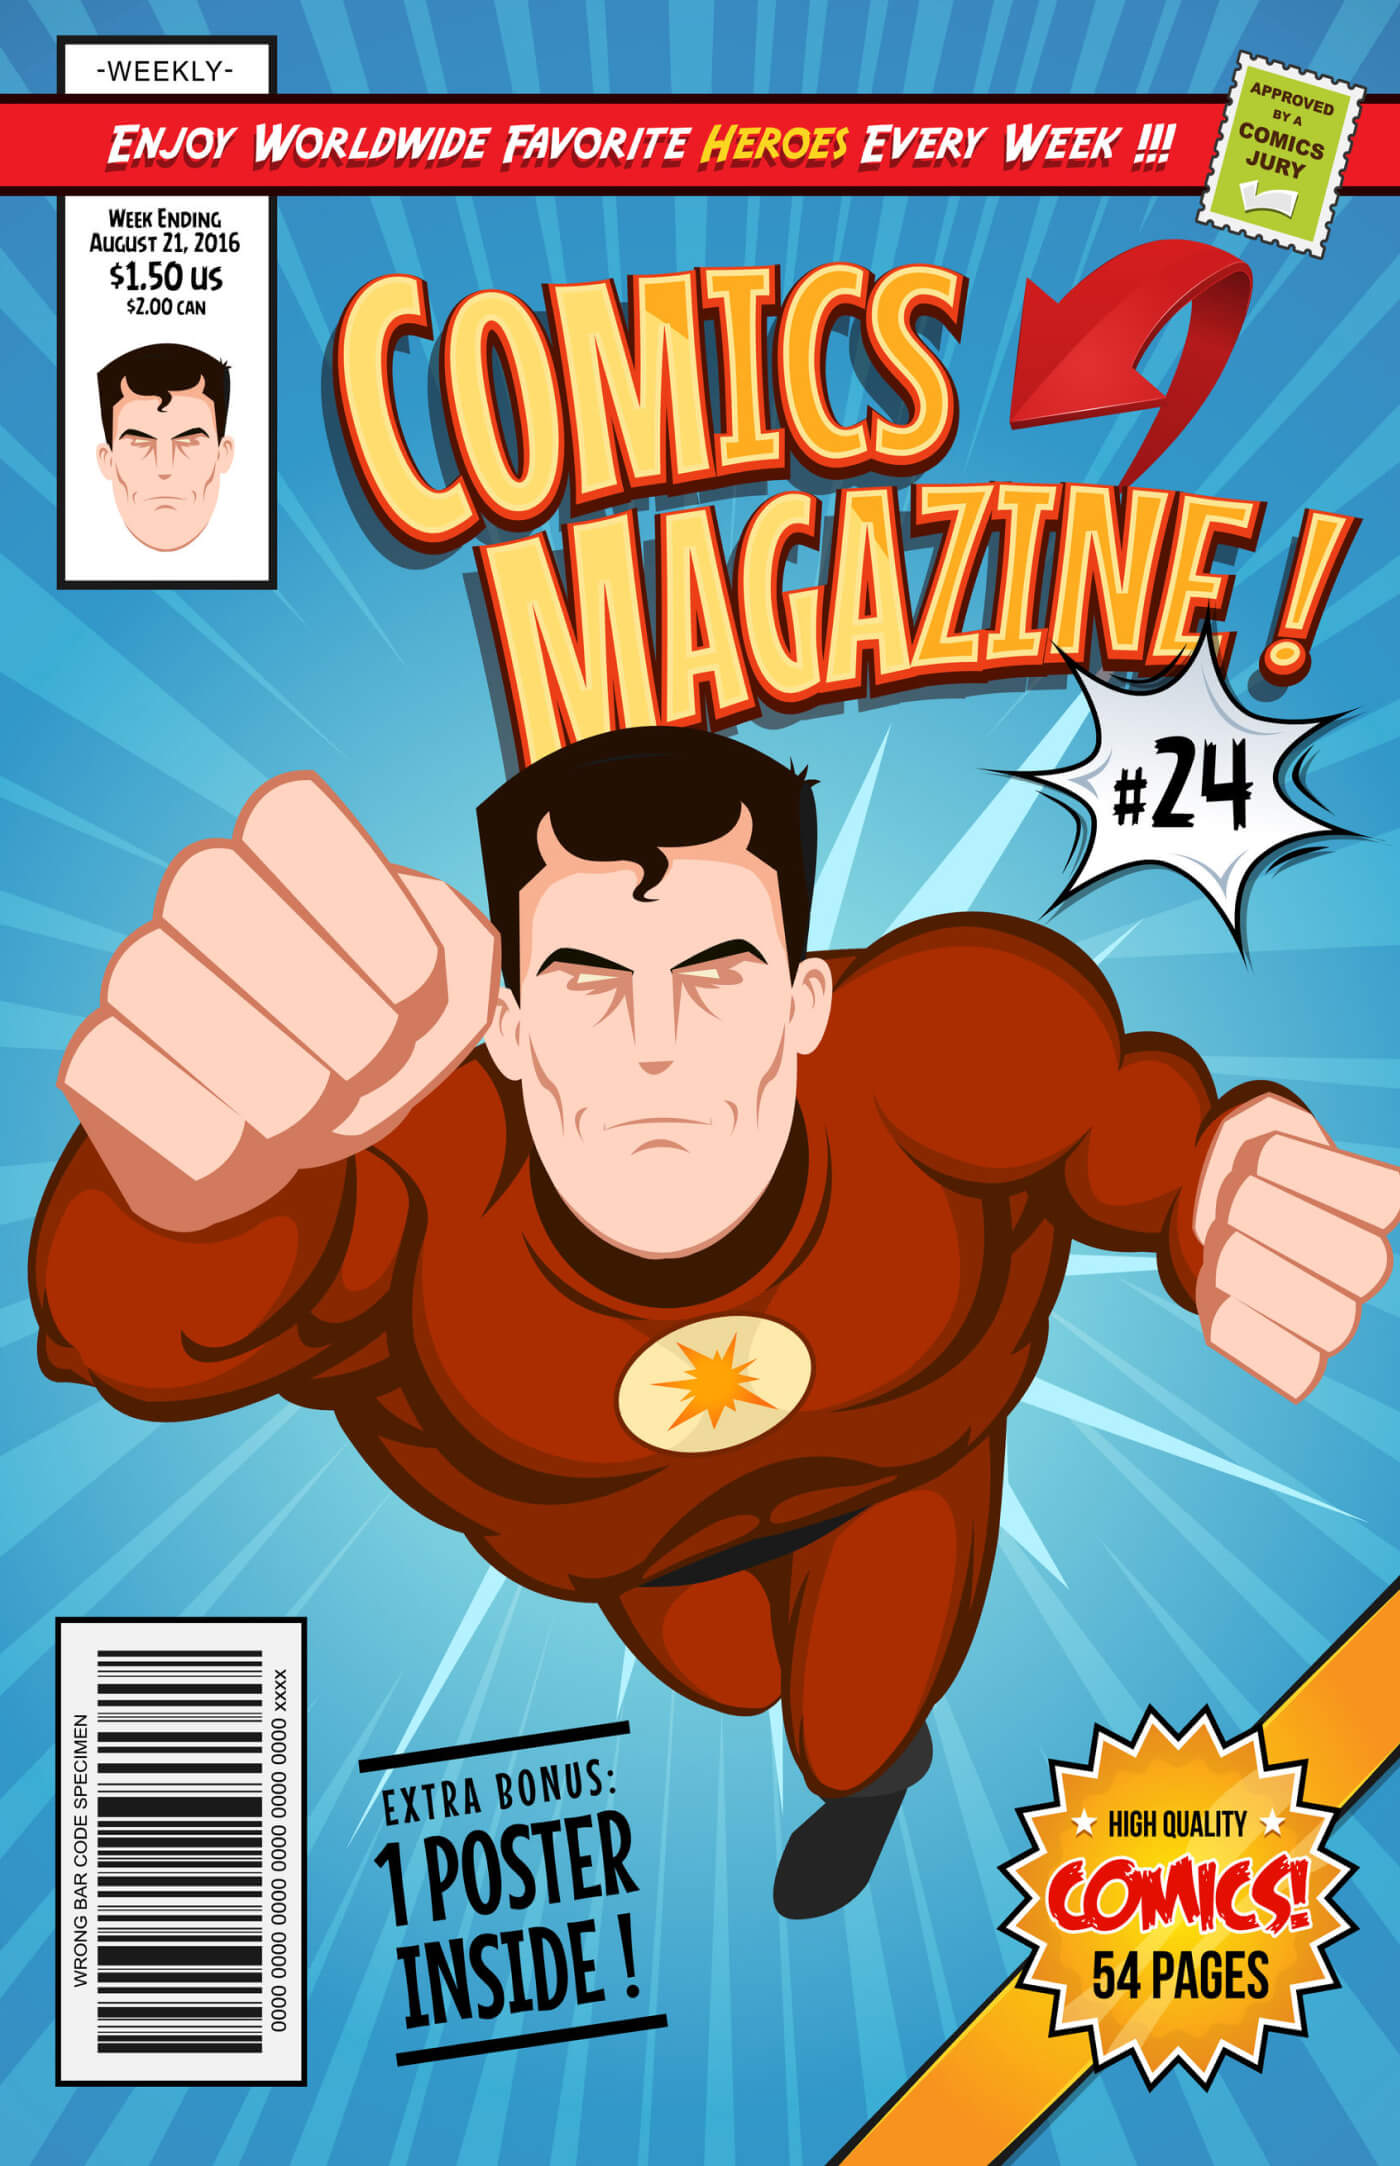 -WEEKLY-
ENJOY WORLDWIDE FAVORITE HEROES EVERY WEEK !!!
APPROVED
BY A
COMICS
JURY
WEEK ENDING
AUGUST 21, 2016
$1.50 US
$2.00 CAN
COMICS
MAGAZINE !
#24
WRONG BAR CODE SPECIMEN
0000 0000 0000 0000 0000 0000 xxxx
EXTRA BONUS:
1 POSTER
INSIDE !
HIGH QUALITY
COMICS!
54 PAGES